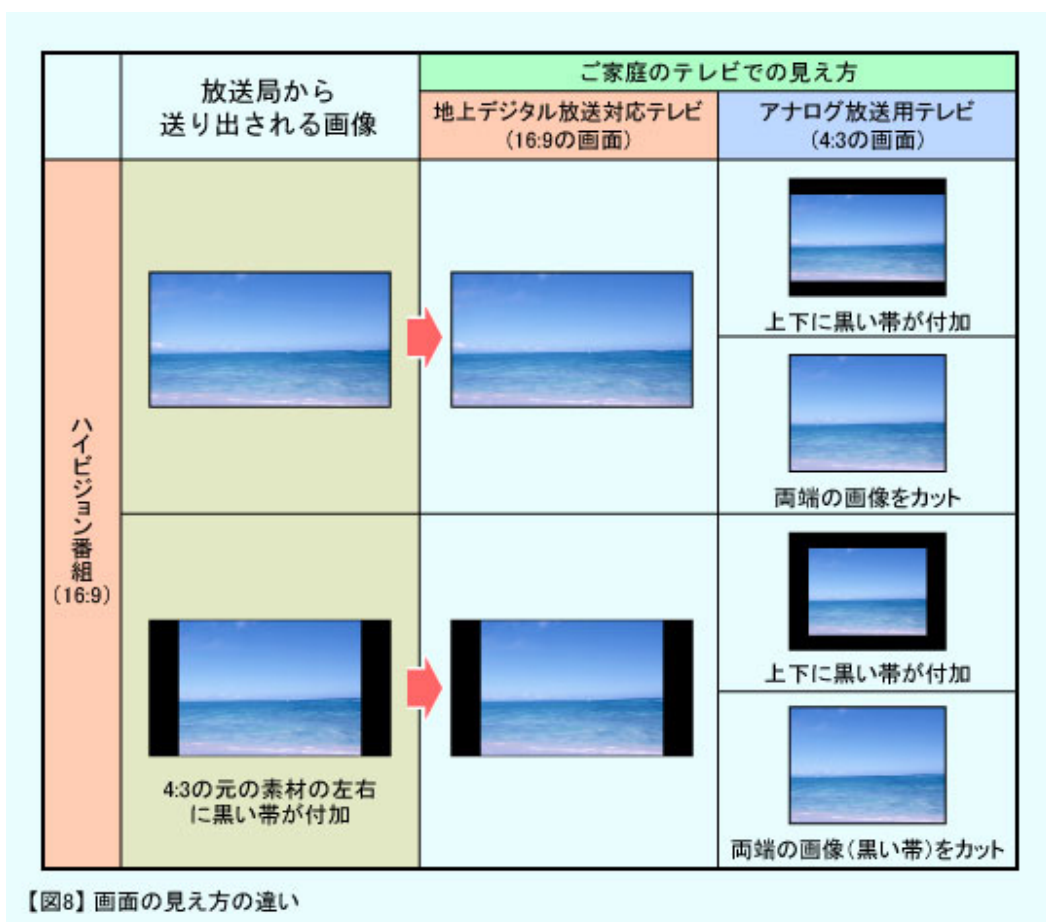 放送局から
送り出される画像
ご家庭のテレビでの見え方
地上デジタル放送対応テレビ
(16:9の画面)
アナログ放送用テレビ
(4:3の画面)
ハイビジョン番組
(16:9)
上下に黒い帯が付加
両端の画像をカット
4:3の元の素材の左右
に黒い帯が付加
上下に黒い帯が付加
両端の画像(黒い帯)をカット
【図8】画面の見え方の違い